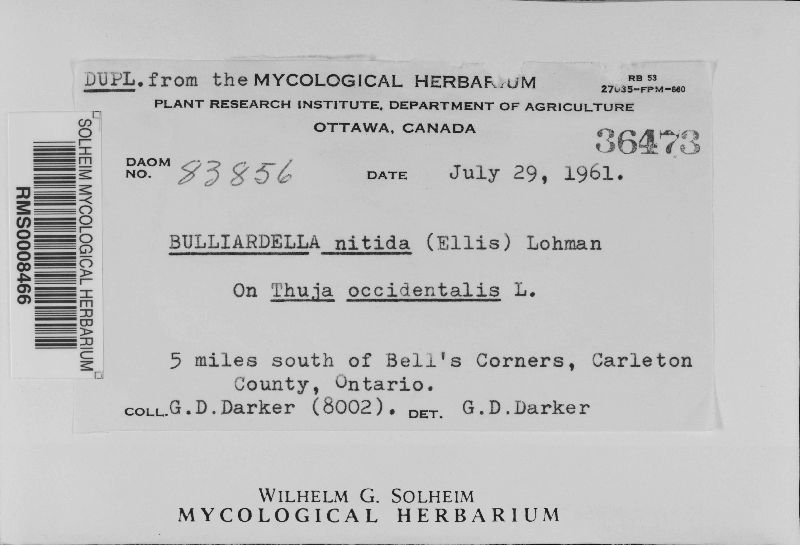 DUPL. from the MYCOLOGICAL HERBARIUM
RB 53
27035-FPM-860
PLANT RESEARCH INSTITUTE, DEPARTMENT OF AGRICULTURE
OTTAWA, CANADA
36473
DAOM NO. 83856 DATE July 29, 1961.
BULLIARDELLA nitida (Ellis) Lohman
On Thuja occidentalis L.
5 miles south of Bell's Corners, Carleton
County, Ontario.
COLL. G.D.Darker (8002). DET. G.D.Darker
SOLHEIM MYCOLOGICAL HERBARIUM
RMS0008466
WILHELM G. SOLHEIM
MYCOLOGICAL HERBARIUM